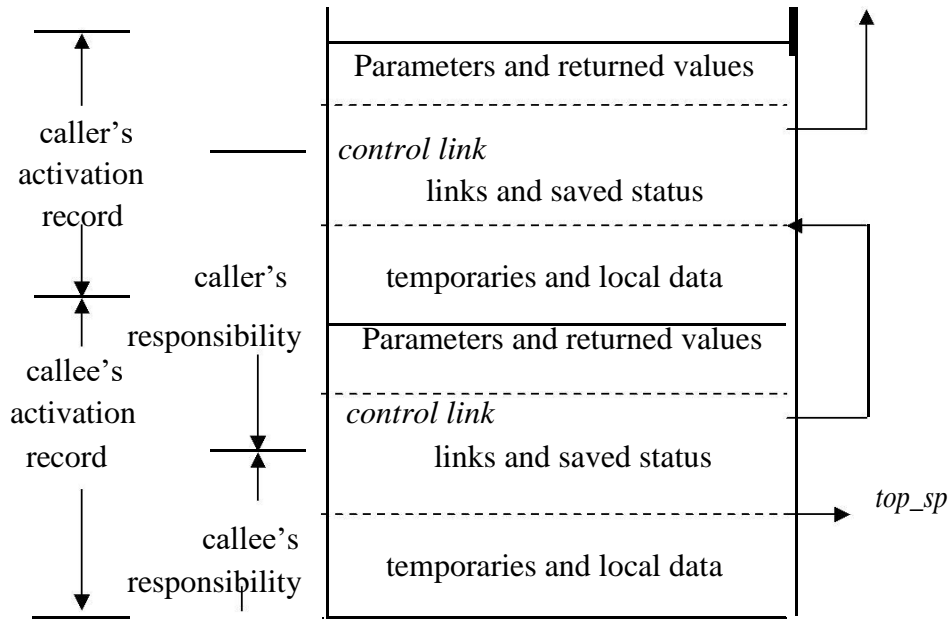 Parameters and returned values
caller's
activation
record
control link
links and saved status
temporaries and local data
caller's
responsibility
Parameters and returned values
callee's
activation
record
control link
links and saved status
top_sp
callee's
responsibility
temporaries and local data